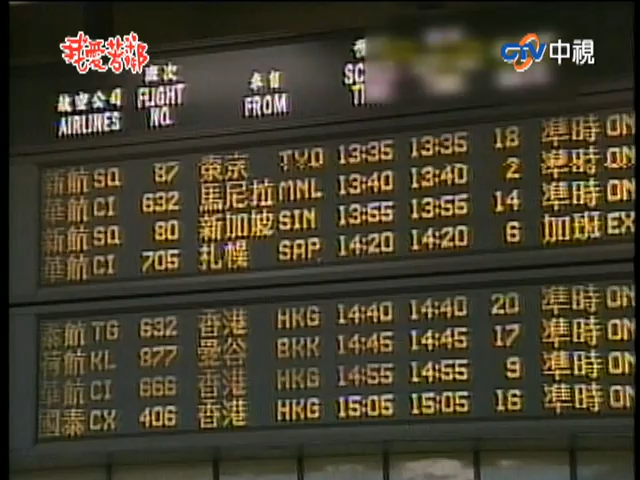 我愛芳鄰
CTV中視
航空公司 班次 來自
AIRLINES FLIGHT NO. FROM
新航 SQ 87 東京 TYO 13:35 13:35 18 準時 ON
華航 CI 632 馬尼拉 MNL 13:40 13:40 2 準時 ON
新航 SQ 80 新加坡 SIN 13:55 13:55 14 準時 ON
華航 CI 705 札幌 SAP 14:20 14:20 6 加班 EX
泰航 TG 632 香港 HKG 14:40 14:40 20 準時 ON
荷航 KL 877 曼谷 BKK 14:45 14:45 17 準時 ON
華航 CI 666 香港 HKG 14:55 14:55 9 準時 ON
國泰 CX 406 香港 HKG 15:05 15:05 16 準時 ON